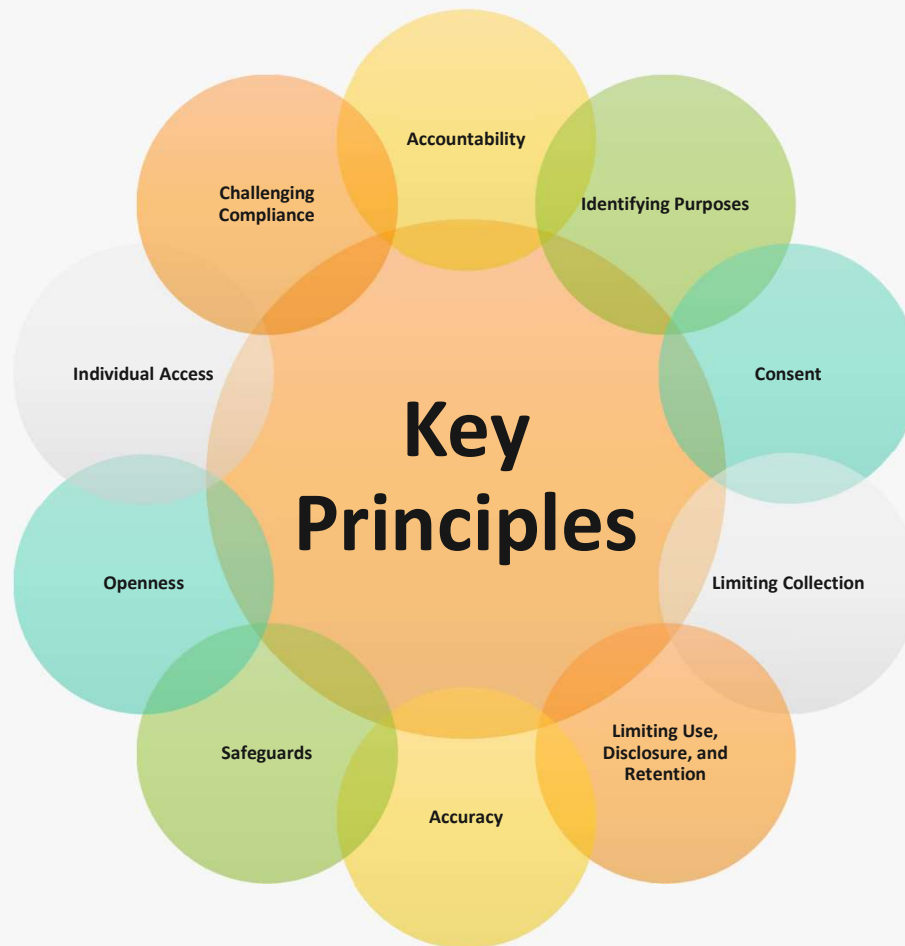 Accountability
Identifying Purposes
Consent
Limiting Collection
Limiting Use,
Disclosure, and
Retention
Accuracy
Safeguards
Openness
Individual Access
Challenging
Compliance
Key
Principles